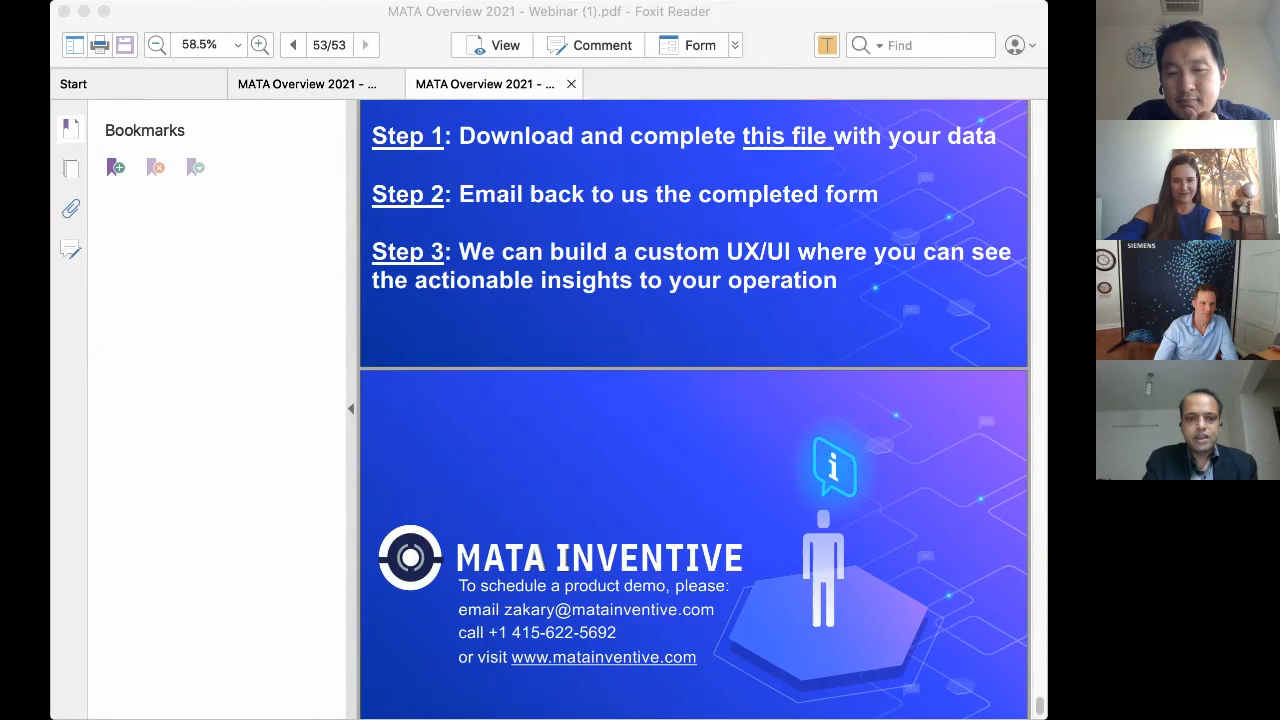 MATA Overview 2021 - Webinar (1).pdf - Foxit Reader
58.5%
53/53
View
Comment
Form
Find
Start
MATA Overview 2021 - ...
MATA Overview 2021 - ...
Bookmarks
Step 1: Download and complete this file with your data
Step 2: Email back to us the completed form
Step 3: We can build a custom UX/UI where you can see
the actionable insights to your operation
MATA INVENTIVE
To schedule a product demo, please:
email zakary@matainventive.com
call +1 415-622-5692
or visit www.matainventive.com
SIEMENS